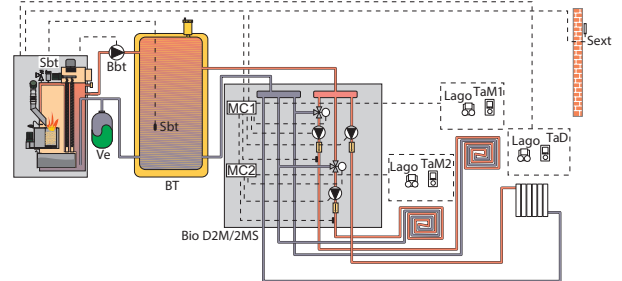 Sbt
Bbt
Sext
Lago TaM1
MC1
Sbt
Lago TaD
Ve
MC2
Lago TaM2
BT
Bio D2M/2MS